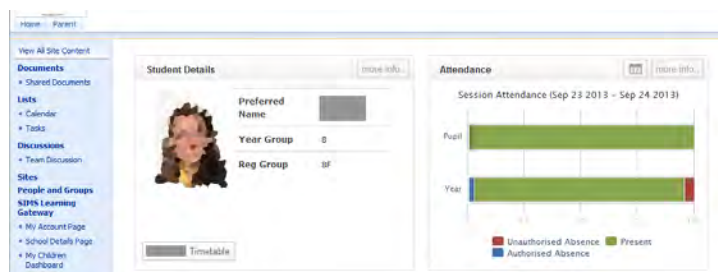 Home Parent
View All Site Content
Documents
Shared Documents
Lists
Calendar
Tasks
Discussions
Team Discussion
Sites
People and Groups
SIMS Learning
Gateway
My Account Page
School Details Page
My Children
Dashboard
Student Details more info...
Preferred
Name
Year Group 8
Reg Group 8F
Timetable
Attendance more info...
Session Attendance (Sep 23 2013 - Sep 24 2013)
Pupil
Year
Unauthorised Absence Present
Authorised Absence